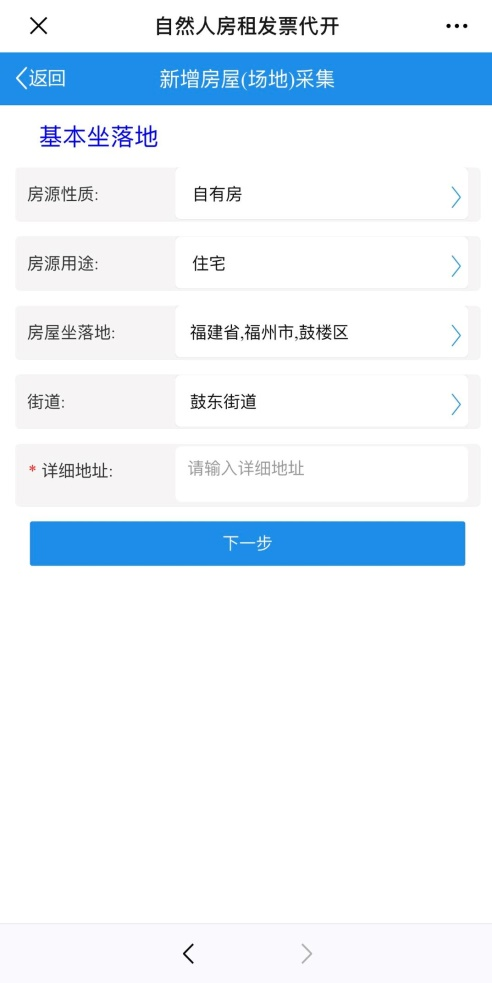 自然人房租发票代开
返回 新增房屋(场地)采集
基本坐落地
房源性质: 自有房
房源用途: 住宅
房屋坐落地: 福建省,福州市,鼓楼区
街道: 鼓东街道
* 详细地址: 请输入详细地址
下一步